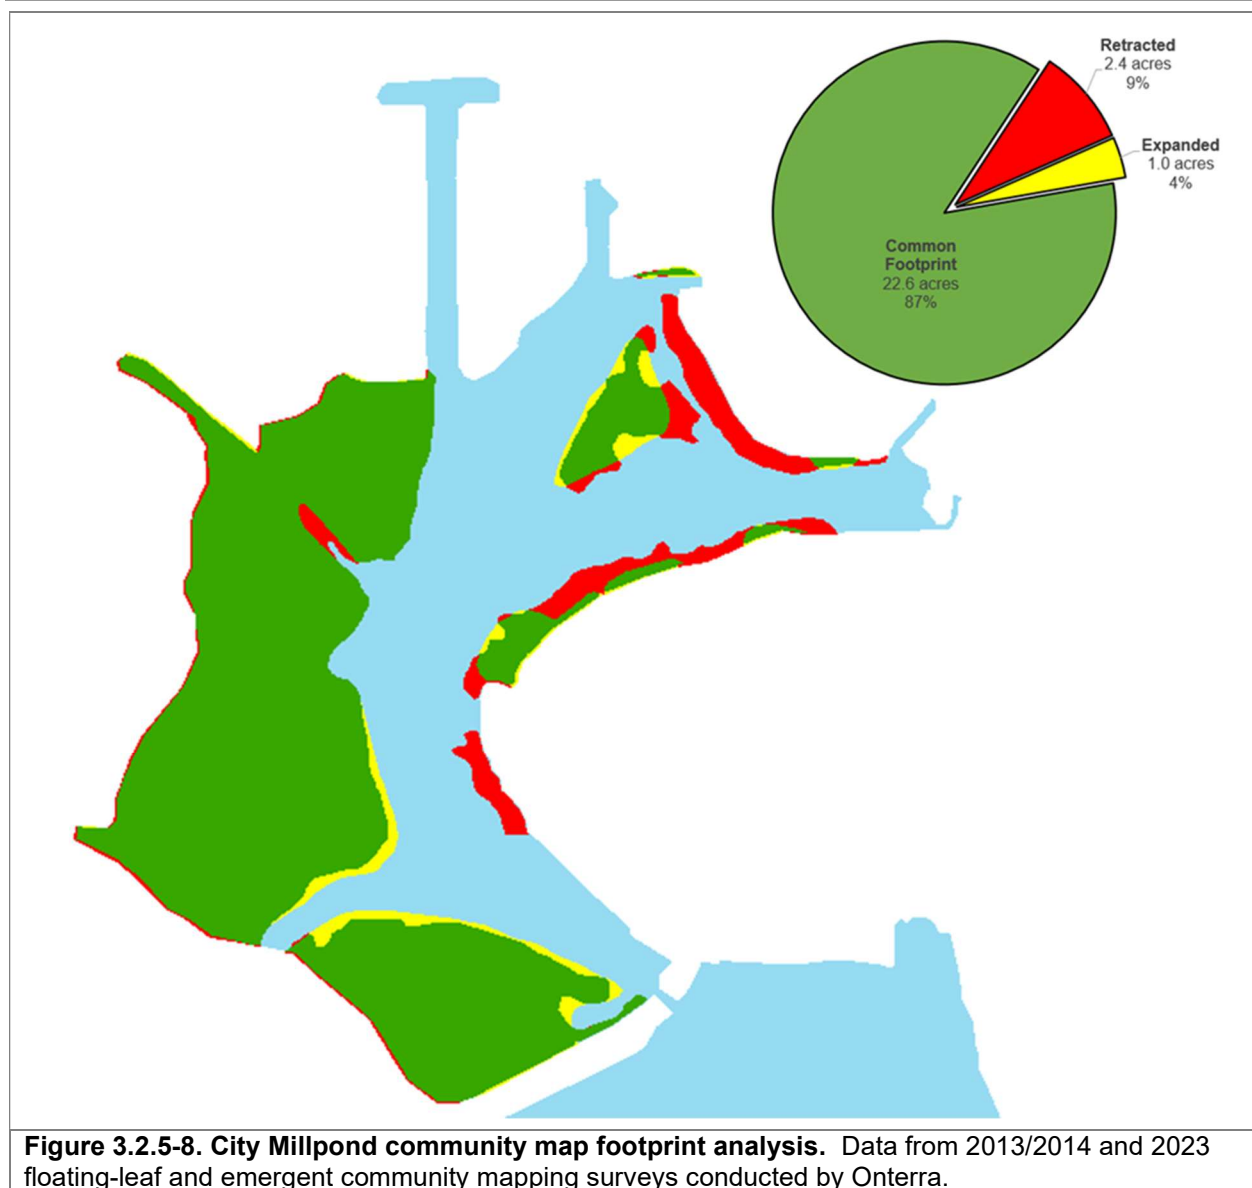 Retracted
2.4 acres
9%
Expanded
1.0 acres
4%
Common
Footprint
22.6 acres
87%
Figure 3.2.5-8. City Millpond community map footprint analysis. Data from 2013/2014 and 2023
floating-leaf and emergent community mapping surveys conducted by Onterra.